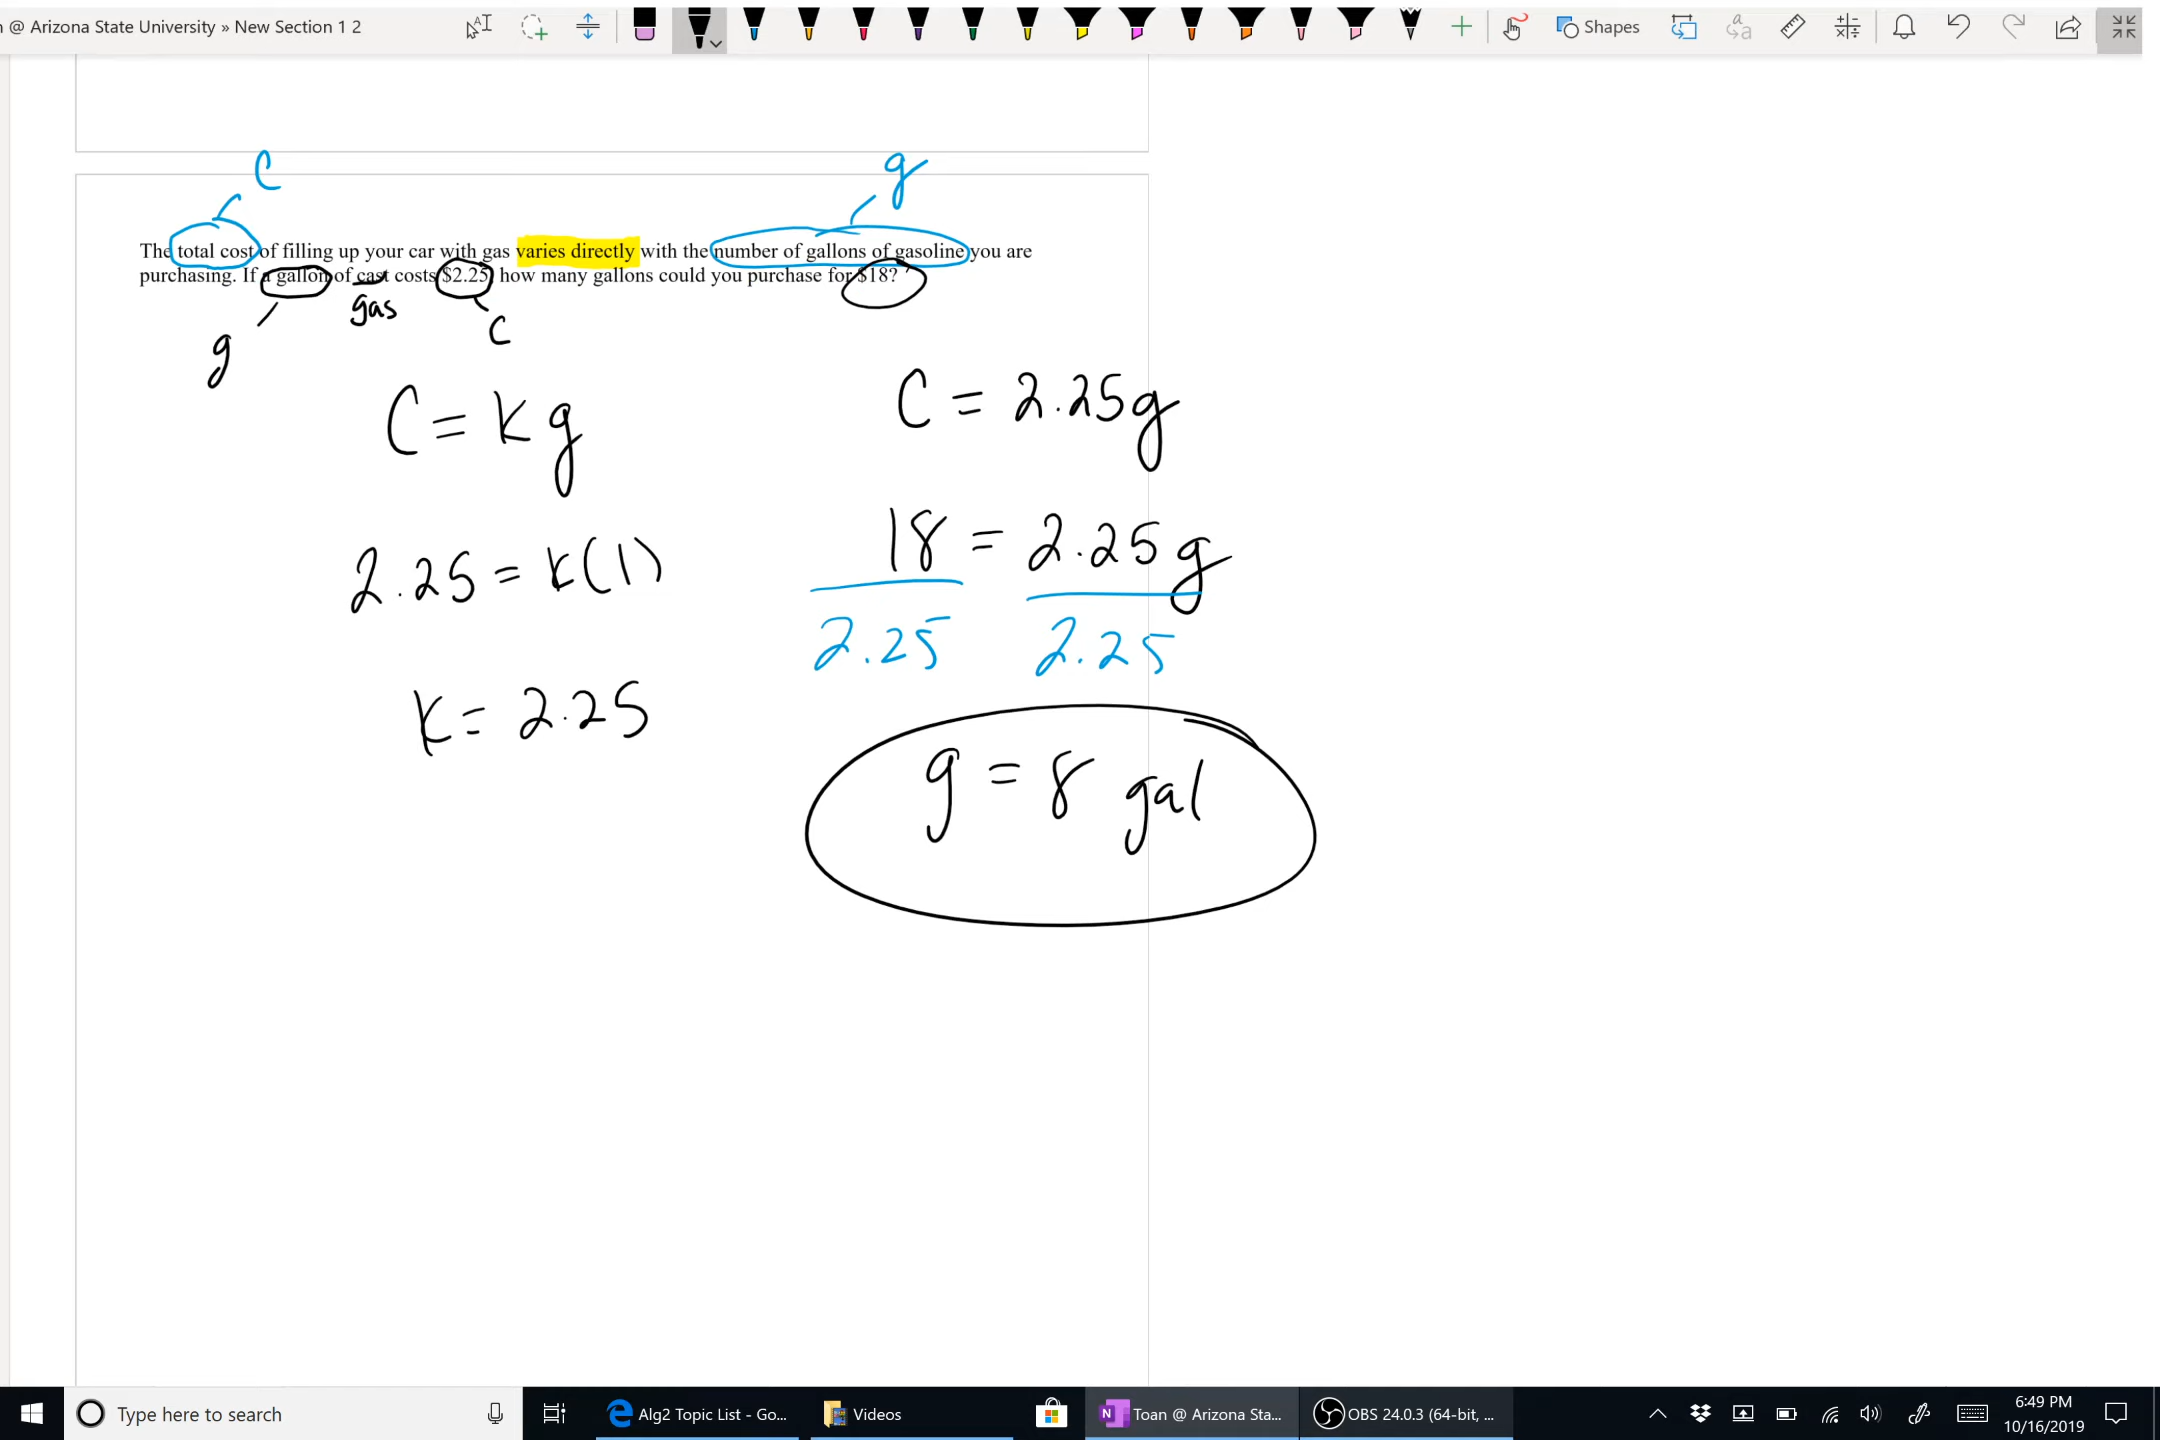 @ Arizona State University » New Section 1 2
Shapes
C
g
The total cost of filling up your car with gas varies directly with the number of gallons of gasoline you are
purchasing. If a gallon of cast costs $2.25, how many gallons could you purchase for $18?
gas
C
g
C = kg
2.25 = k(1)
k = 2.25
C = 2.25g
18 = 2.25g
2.25 2.25
g = 8 gal
Type here to search
Alg2 Topic List - Go...
Videos
Toan @ Arizona Sta...
OBS 24.0.3 (64-bit, ...
6:49 PM
10/16/2019